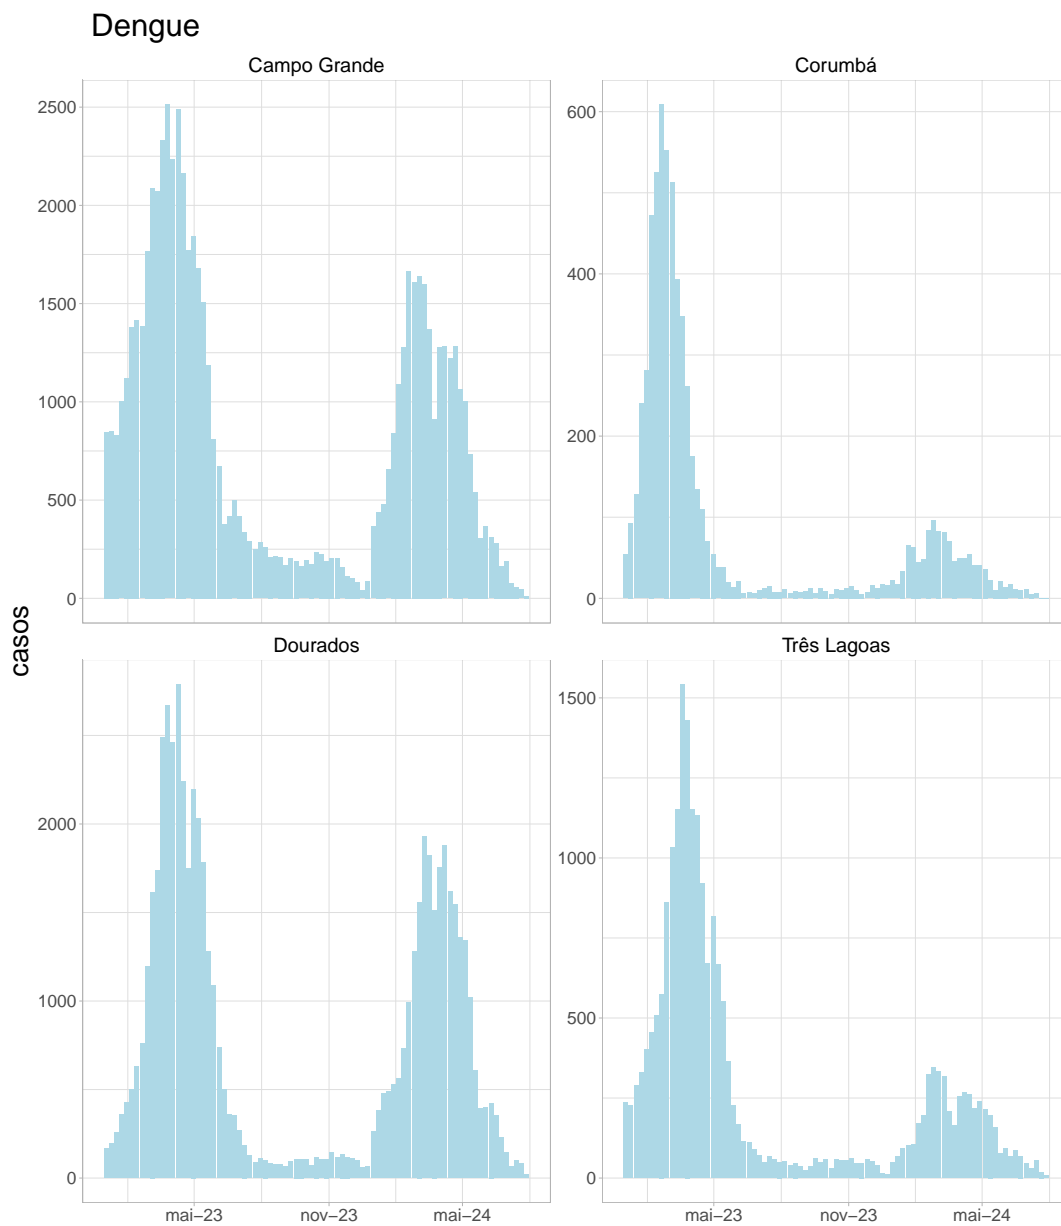 Dengue
Campo Grande
Corumbá
2500
2000
1500
1000
500
0
600
400
200
0
casos
Dourados
Três Lagoas
2000
1000
0
1500
1000
500
0
mai–23
nov–23
mai–24
mai–23
nov–23
mai–24